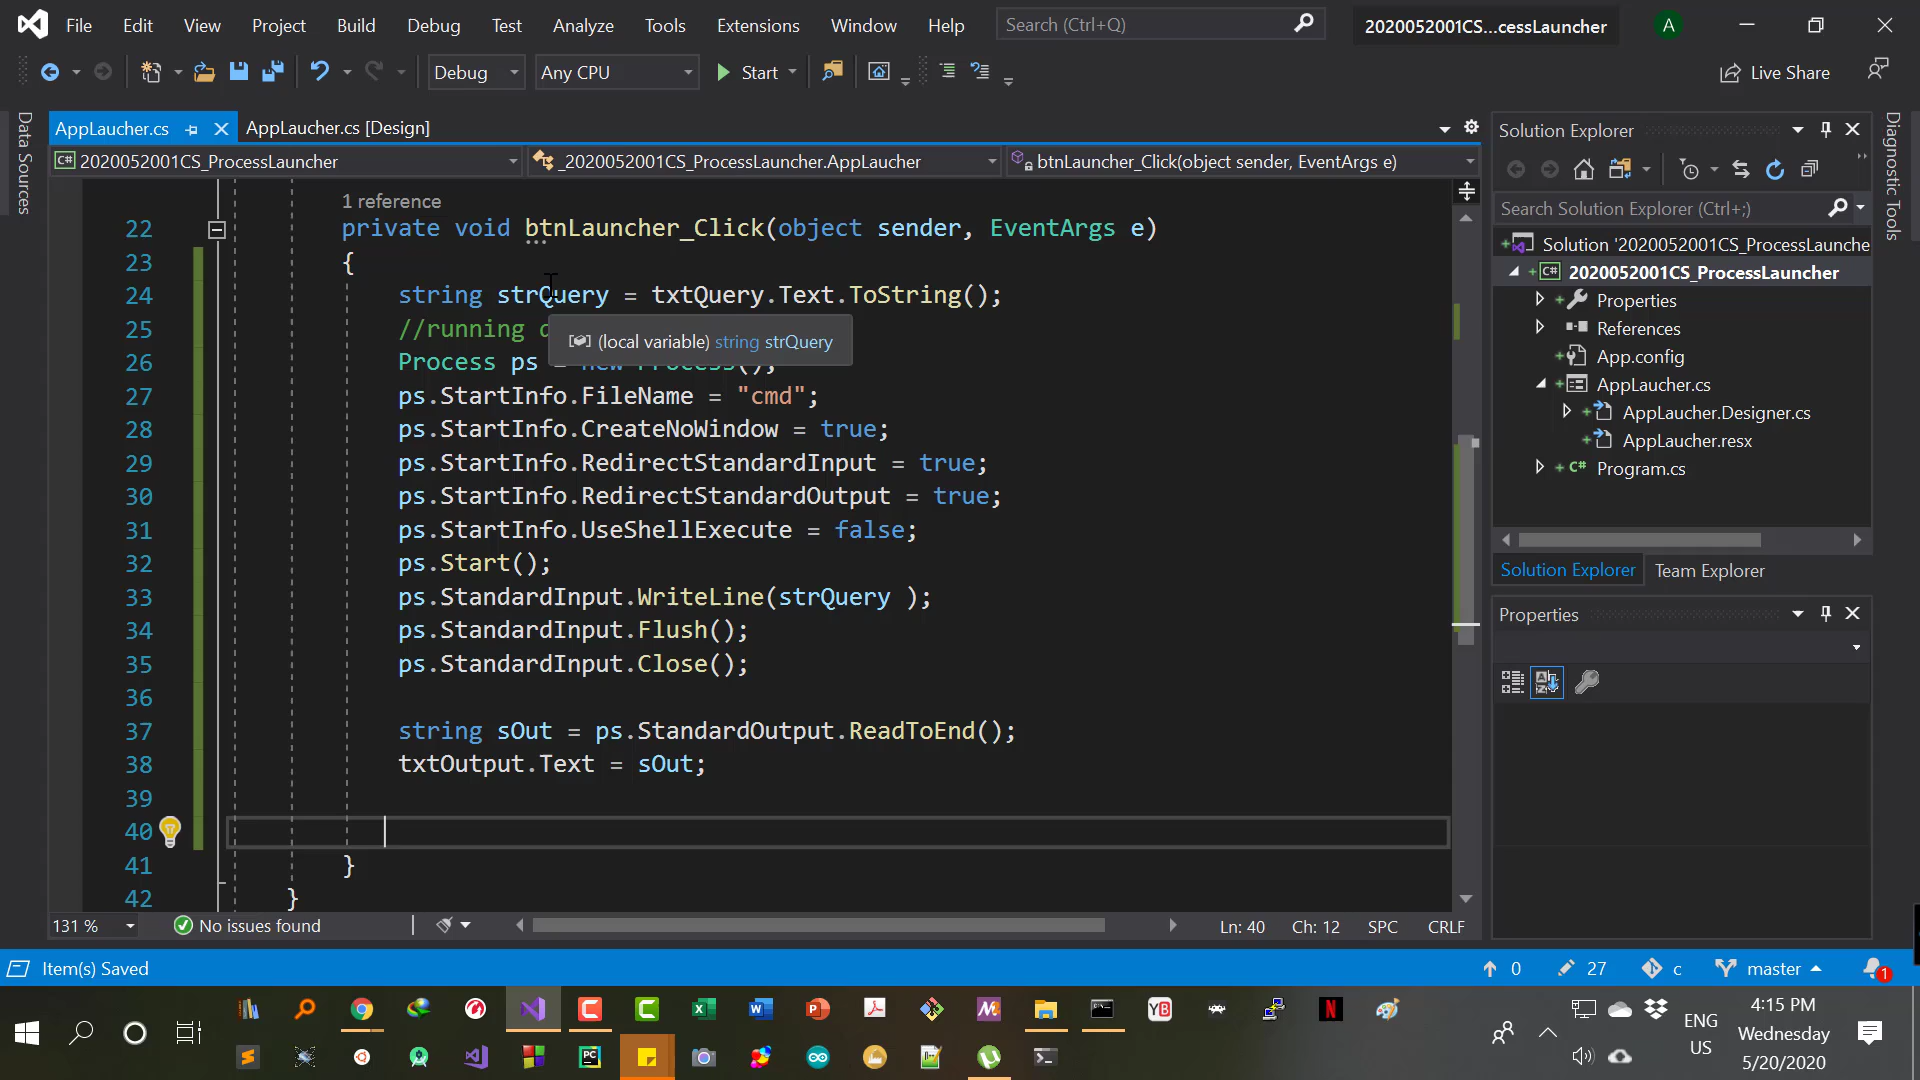 File Edit View Project Build Debug Test Analyze Tools Extensions Window Help Search (Ctrl+Q) 2020052001CS...cessLauncher A
Debug Any CPU Start Live Share
Data Sources
AppLaucher.cs AppLaucher.cs [Design]
2020052001CS_ProcessLauncher _2020052001CS_ProcessLauncher.AppLaucher btnLauncher_Click(object sender, EventArgs e)
1 reference
22 private void btnLauncher_Click(object sender, EventArgs e)
23 {
24 string strQuery = txtQuery.Text.ToString();
25 //running
(local variable) string strQuery
26 Process ps = new Process();
27 ps.StartInfo.FileName = "cmd";
28 ps.StartInfo.CreateNoWindow = true;
29 ps.StartInfo.RedirectStandardInput = true;
30 ps.StartInfo.RedirectStandardOutput = true;
31 ps.StartInfo.UseShellExecute = false;
32 ps.Start();
33 ps.StandardInput.WriteLine(strQuery );
34 ps.StandardInput.Flush();
35 ps.StandardInput.Close();
36
37 string sOut = ps.StandardOutput.ReadToEnd();
38 txtOutput.Text = sOut;
39
40
41 }
42 }
131 % No issues found Ln: 40 Ch: 12 SPC CRLF
Solution Explorer
Search Solution Explorer (Ctrl+;)
Solution '2020052001CS_ProcessLaunche
C# 2020052001CS_ProcessLauncher
Properties
References
App.config
AppLaucher.cs
AppLaucher.Designer.cs
AppLaucher.resx
C# Program.cs
Solution Explorer Team Explorer
Properties
Diagnostic Tools
Item(s) Saved 0 27 c master 1
ENG
US
4:15 PM
Wednesday
5/20/2020